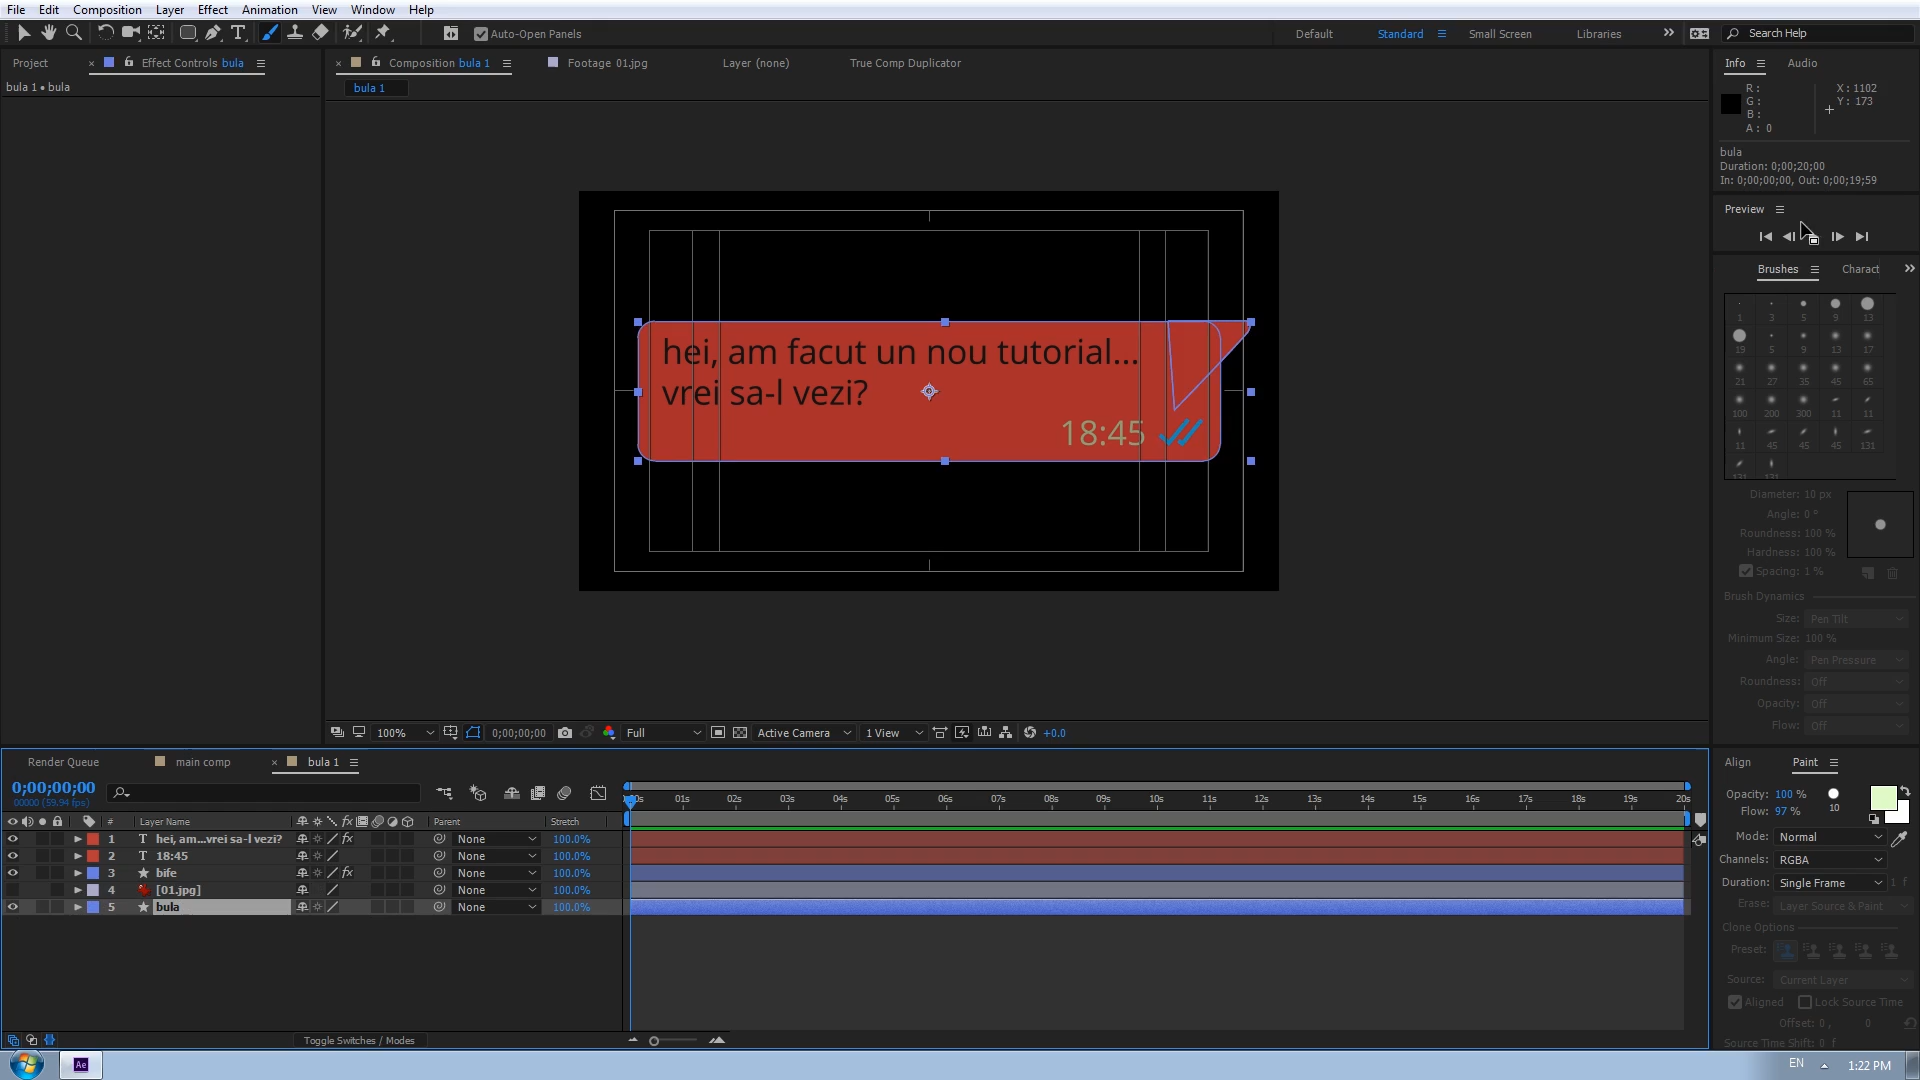 File Edit Composition Layer Effect Animation View Window Help
Auto-Open Panels
Default Standard Small Screen Libraries Search Help
Project Effect Controls bula
bula 1 • bula
Composition bula 1 Footage 01.jpg Layer (none) True Comp Duplicator
bula 1
Info Audio
R :
G :
B :
A : 0
X : 1102
Y : 173
bula
Duration: 0;00;20;00
In: 0;00;00;00, Out: 0;00;19;59
Preview
Brushes Charact
1 3 5 9 13
19 5 9 13 17
21 27 35 45 65
100 200 300 11 11
11 45 45 45 131
131 131
Diameter: 10 px
Angle: 0 °
Roundness: 100 %
Hardness: 100 %
Spacing: 1 %
Brush Dynamics
Size: Pen Tilt
Minimum Size: 100 %
Angle: Pen Pressure
Roundness: Off
Opacity: Off
Flow: Off
hei, am facut un nou tutorial...
vrei sa-l vezi?
18:45
100% 0;00;00;00 Full Active Camera 1 View +0.0
Render Queue main comp bula 1
0;00;00;00
00000 (59.94 fps)
# Layer Name fx Parent Stretch
01s 02s 03s 04s 05s 06s 07s 08s 09s 10s 11s 12s 13s 14s 15s 16s 17s 18s 19s 20s
1 T hei, am...vrei sa-l vezi? fx None 100.0%
2 T 18:45 None 100.0%
3 bife fx None 100.0%
4 [01.jpg] None 100.0%
5 bula None 100.0%
Toggle Switches / Modes
Align Paint
Opacity: 100 %
Flow: 97 %
10
Mode: Normal
Channels: RGBA
Duration: Single Frame 1 f
Erase: Layer Source & Paint
Clone Options
Preset:
Source: Current Layer
Aligned Lock Source Time
Offset: 0 , 0
Source Time Shift: 0 f
Ae
EN 1:22 PM